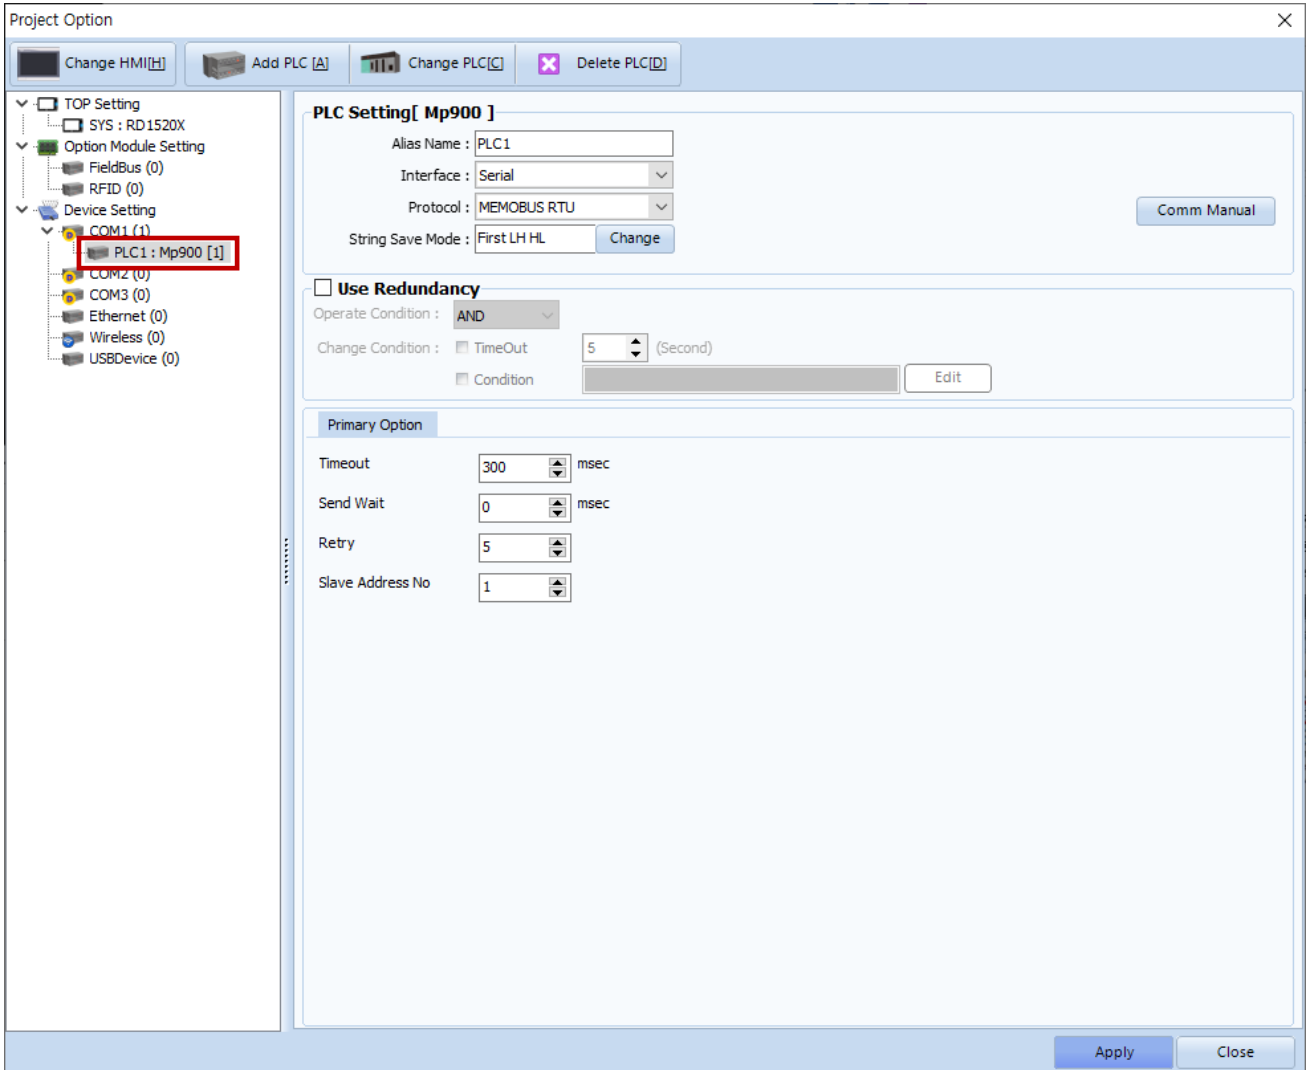 Project Option
Change HMI[H] Add PLC [A] Change PLC[C] Delete PLC[D]
TOP Setting
SYS : RD1520X
Option Module Setting
FieldBus (0)
RFID (0)
Device Setting
COM1 (1)
PLC1 : Mp900 [1]
COM2 (0)
COM3 (0)
Ethernet (0)
Wireless (0)
USBDevice (0)
PLC Setting[ Mp900 ]
Alias Name : PLC1
Interface : Serial
Protocol : MEMOBUS RTU
Comm Manual
String Save Mode : First LH HL Change
Use Redundancy
Operate Condition : AND
Change Condition : TimeOut 5 (Second)
Condition Edit
Primary Option
Timeout 300 msec
Send Wait 0 msec
Retry 5
Slave Address No 1
Apply Close